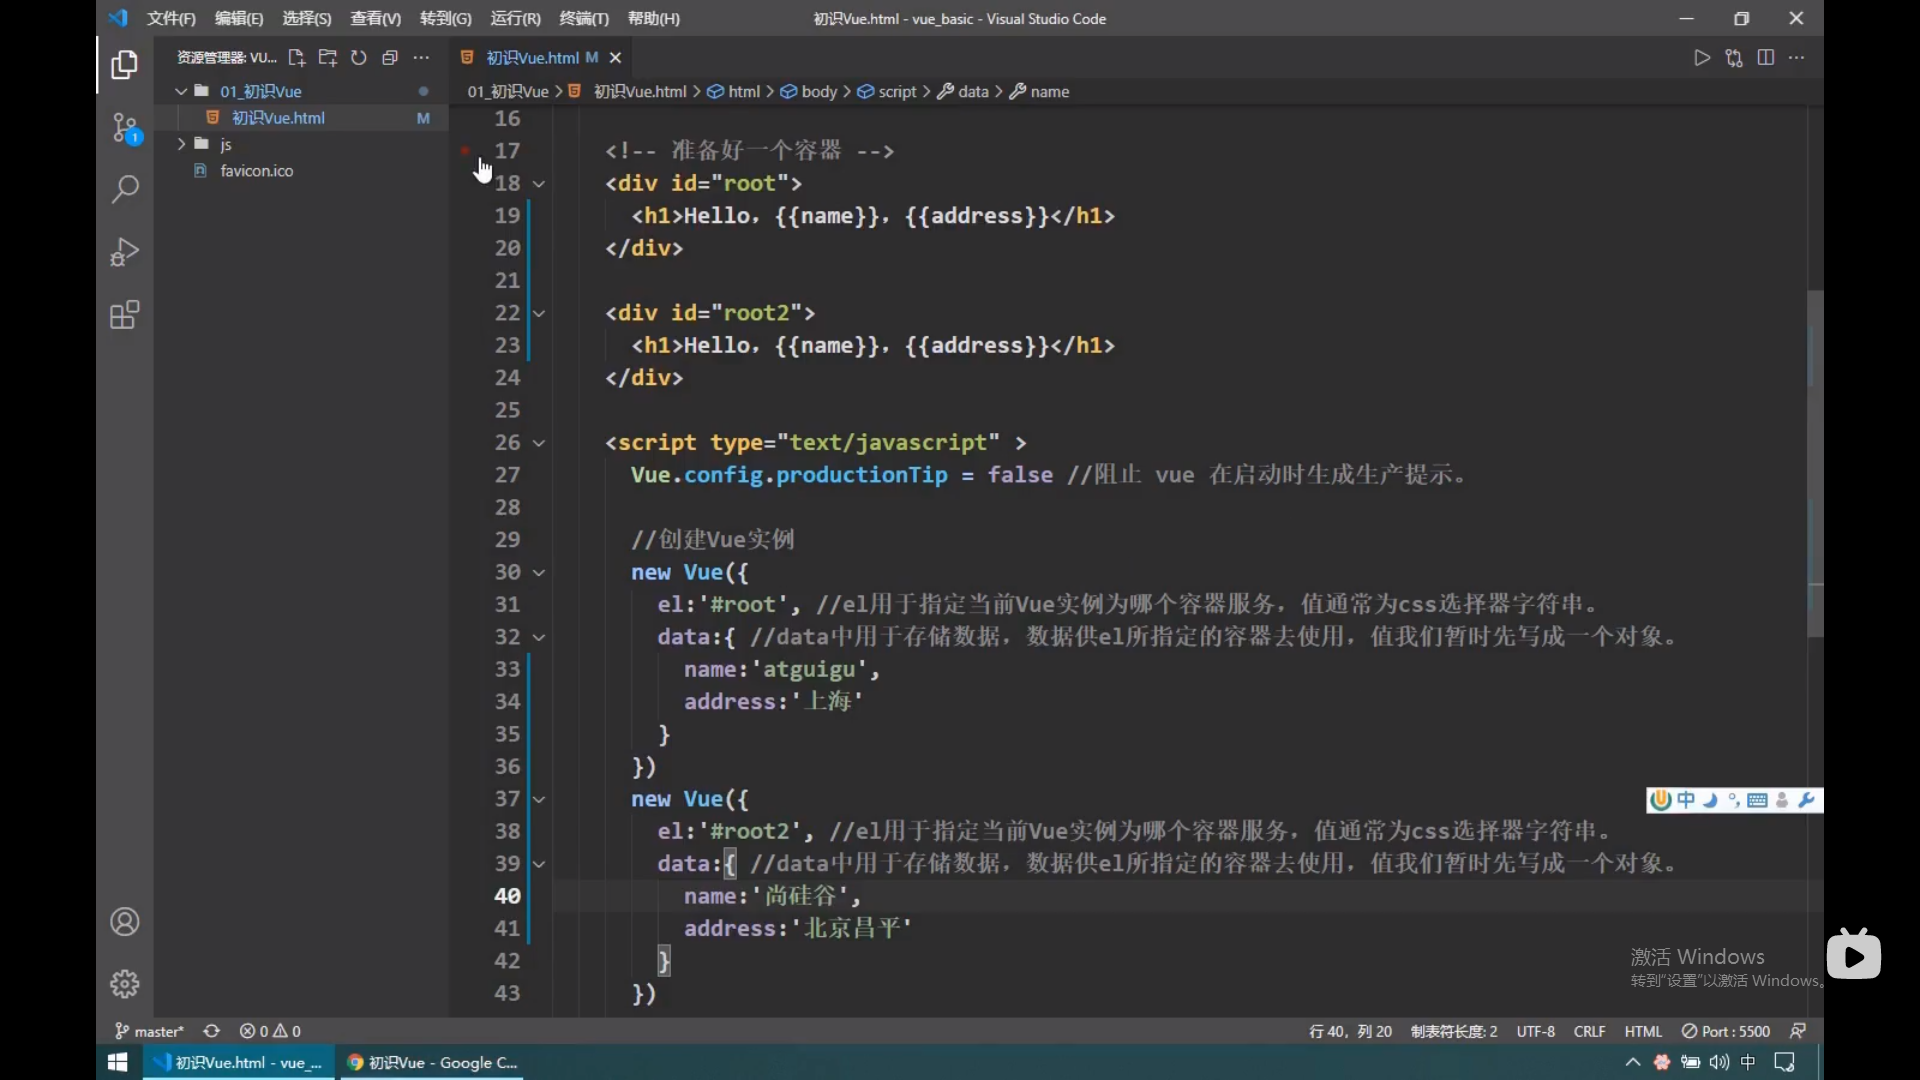 文件(F) 编辑(E) 选择(S) 查看(V) 转到(G) 运行(R) 终端(T) 帮助(H) 初识Vue.html - vue_basic - Visual Studio Code
资源管理器: VU...
初识Vue.html M
01_初识Vue
初识Vue.html M
js
favicon.ico
01_初识Vue > 初识Vue.html > html > body > script > data > name
16
17 <!-- 准备好一个容器 -->
18 <div id="root">
19 <h1>Hello，{{name}}，{{address}}</h1>
20 </div>
21
22 <div id="root2">
23 <h1>Hello，{{name}}，{{address}}</h1>
24 </div>
25
26 <script type="text/javascript" >
27 Vue.config.productionTip = false //阻止 vue 在启动时生成生产提示。
28
29 //创建Vue实例
30 new Vue({
31 el:'#root', //el用于指定当前Vue实例为哪个容器服务，值通常为css选择器字符串。
32 data:{ //data中用于存储数据，数据供el所指定的容器去使用，值我们暂时先写成一个对象。
33 name:'atguigu',
34 address:'上海'
35 }
36 })
37 new Vue({
38 el:'#root2', //el用于指定当前Vue实例为哪个容器服务，值通常为css选择器字符串。
39 data:{ //data中用于存储数据，数据供el所指定的容器去使用，值我们暂时先写成一个对象。
40 name:'尚硅谷',
41 address:'北京昌平'
42 }
43 })
1
中
激活 Windows
转到"设置"以激活 Windows。
master* 0 0 行 40，列 20 制表符长度: 2 UTF-8 CRLF HTML Port : 5500
初识Vue.html - vue_... 初识Vue - Google C... 中